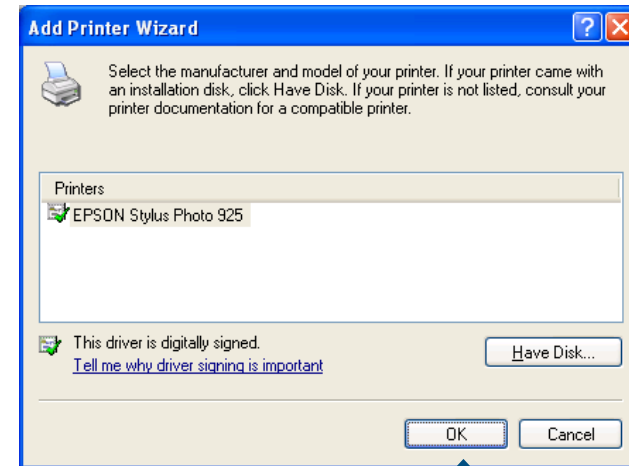 Add Printer Wizard
Select the manufacturer and model of your printer. If your printer came with
an installation disk, click Have Disk. If your printer is not listed, consult your
printer documentation for a compatible printer.
Printers
EPSON Stylus Photo 925
This driver is digitally signed.
Tell me why driver signing is important
Have Disk...
OK
Cancel